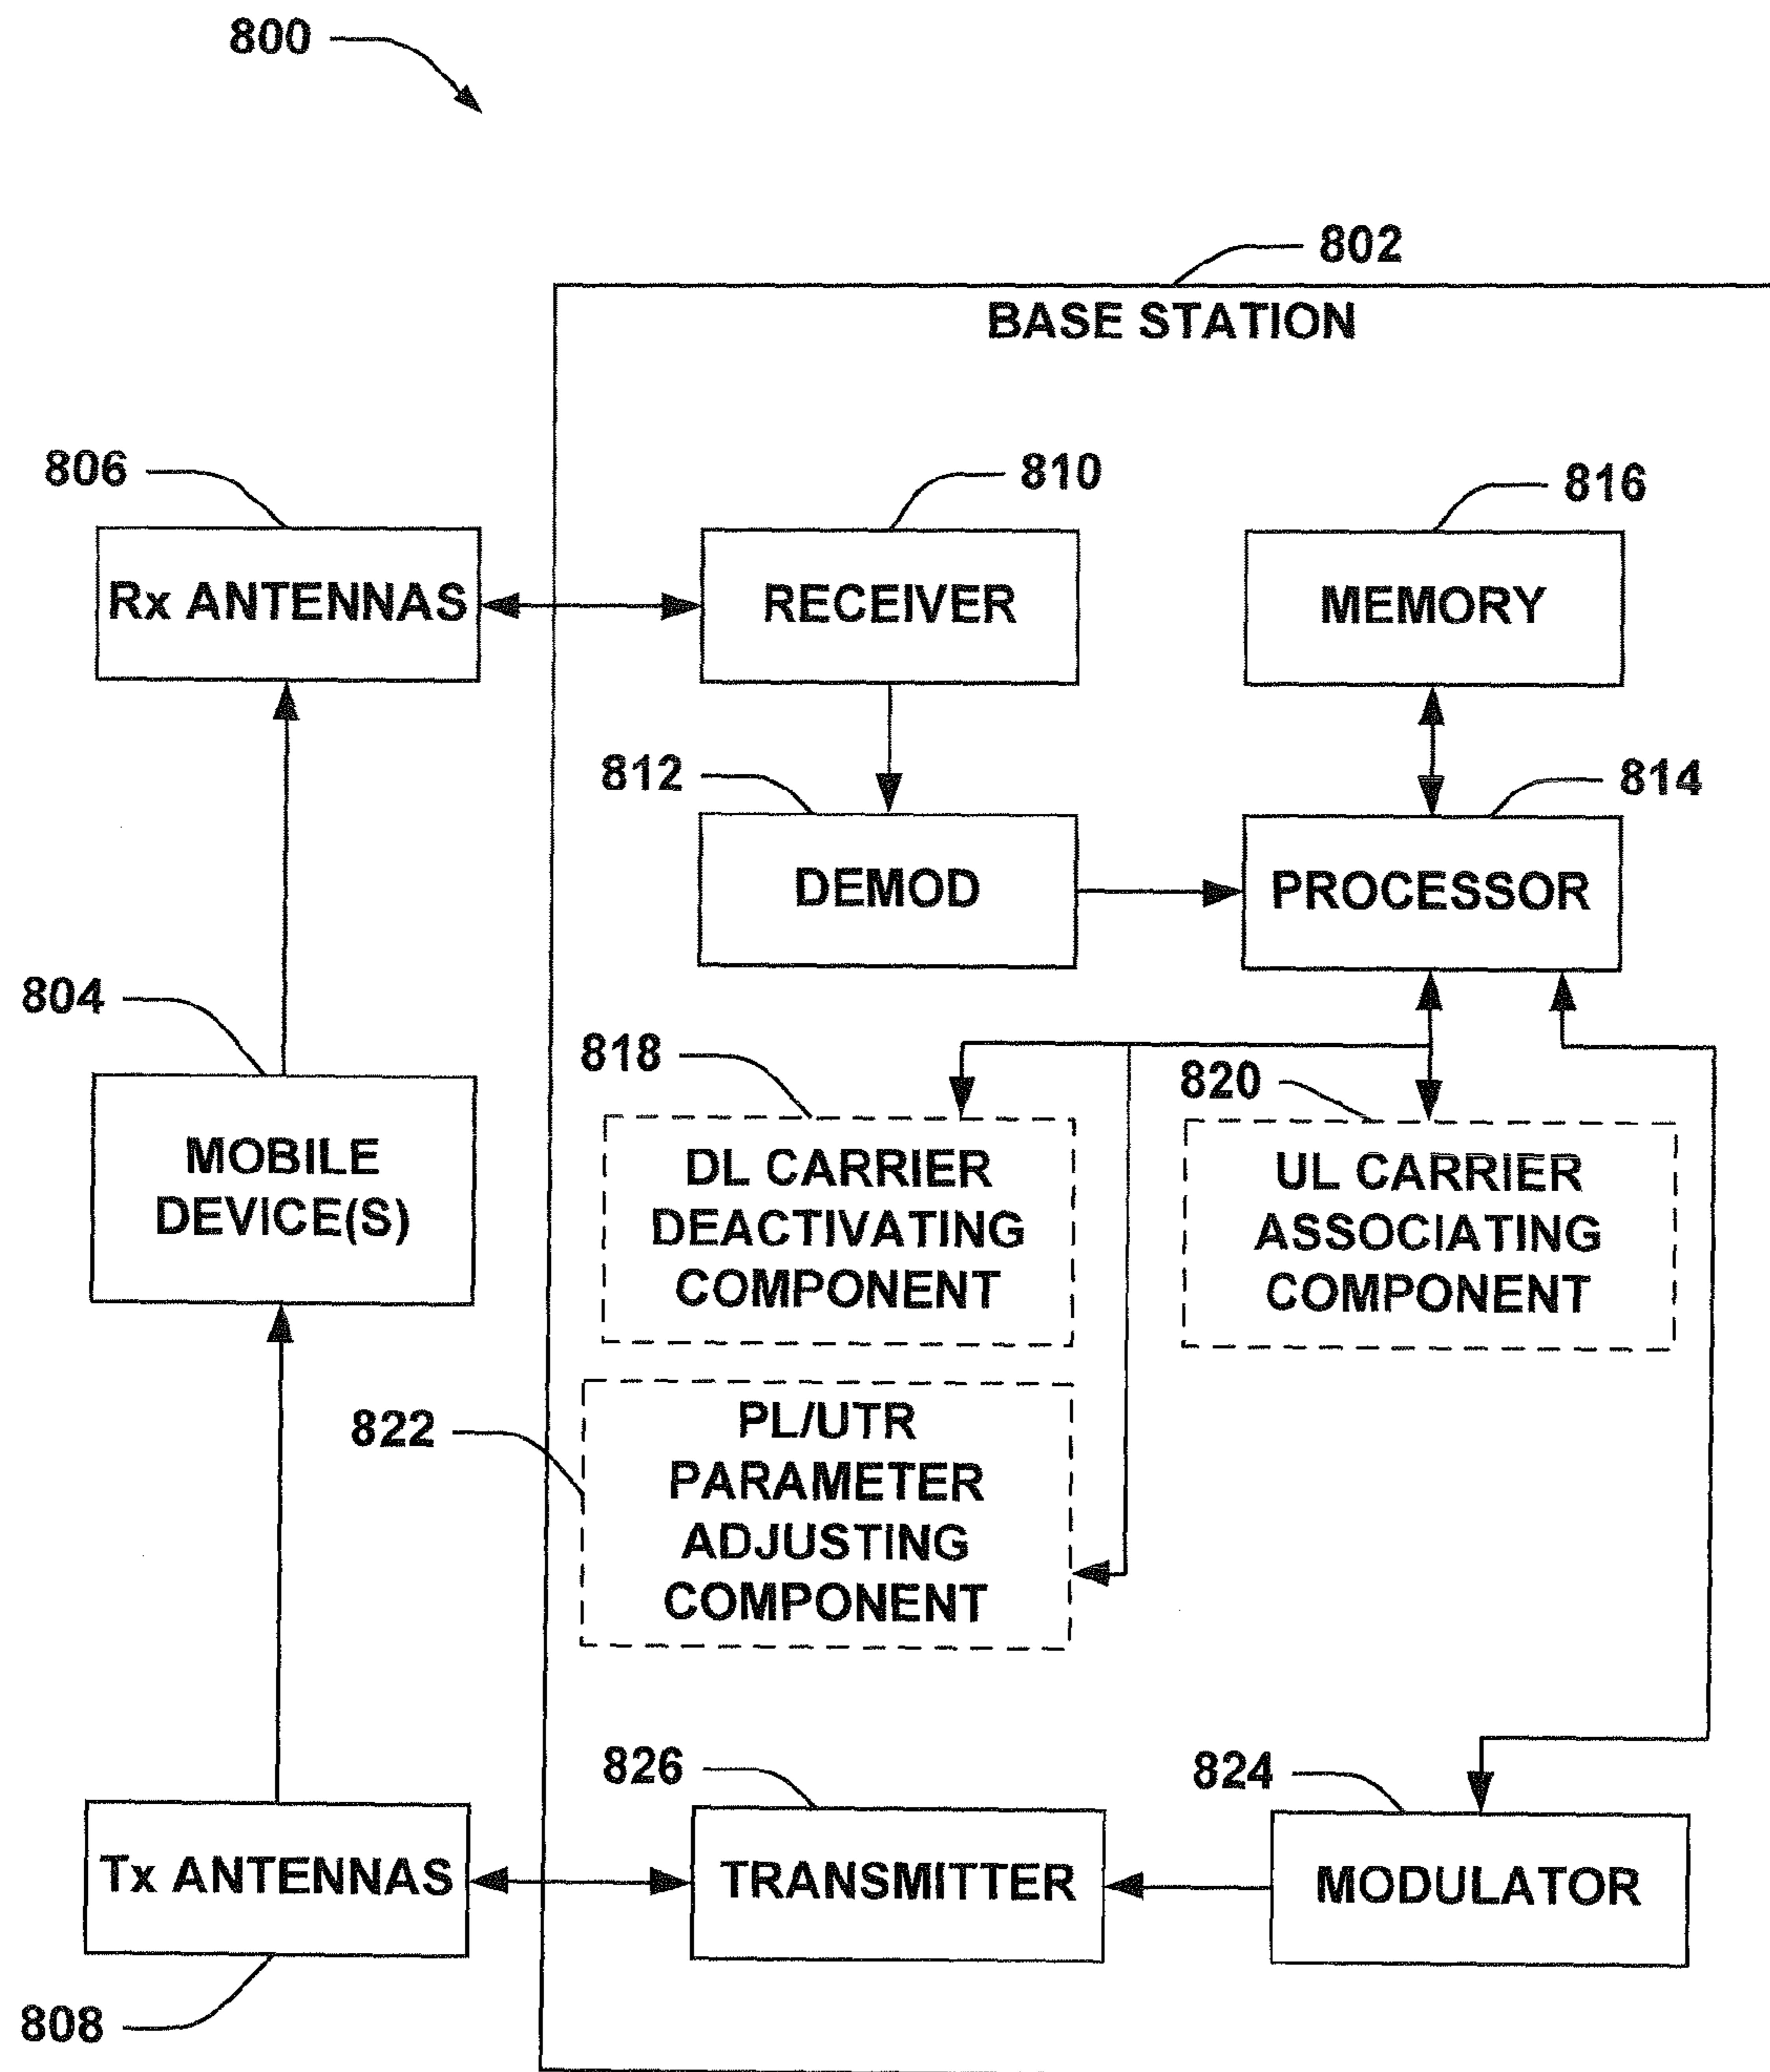 800
802
BASE STATION
806
810
816
Rx ANTENNAS
RECEIVER
MEMORY
812
814
DEMOD
PROCESSOR
804
818
820
MOBILE
DEVICE(S)
DL CARRIER
DEACTIVATING
COMPONENT
UL CARRIER
ASSOCIATING
COMPONENT
822
PL/UTR
PARAMETER
ADJUSTING
COMPONENT
826
824
Tx ANTENNAS
TRANSMITTER
MODULATOR
808